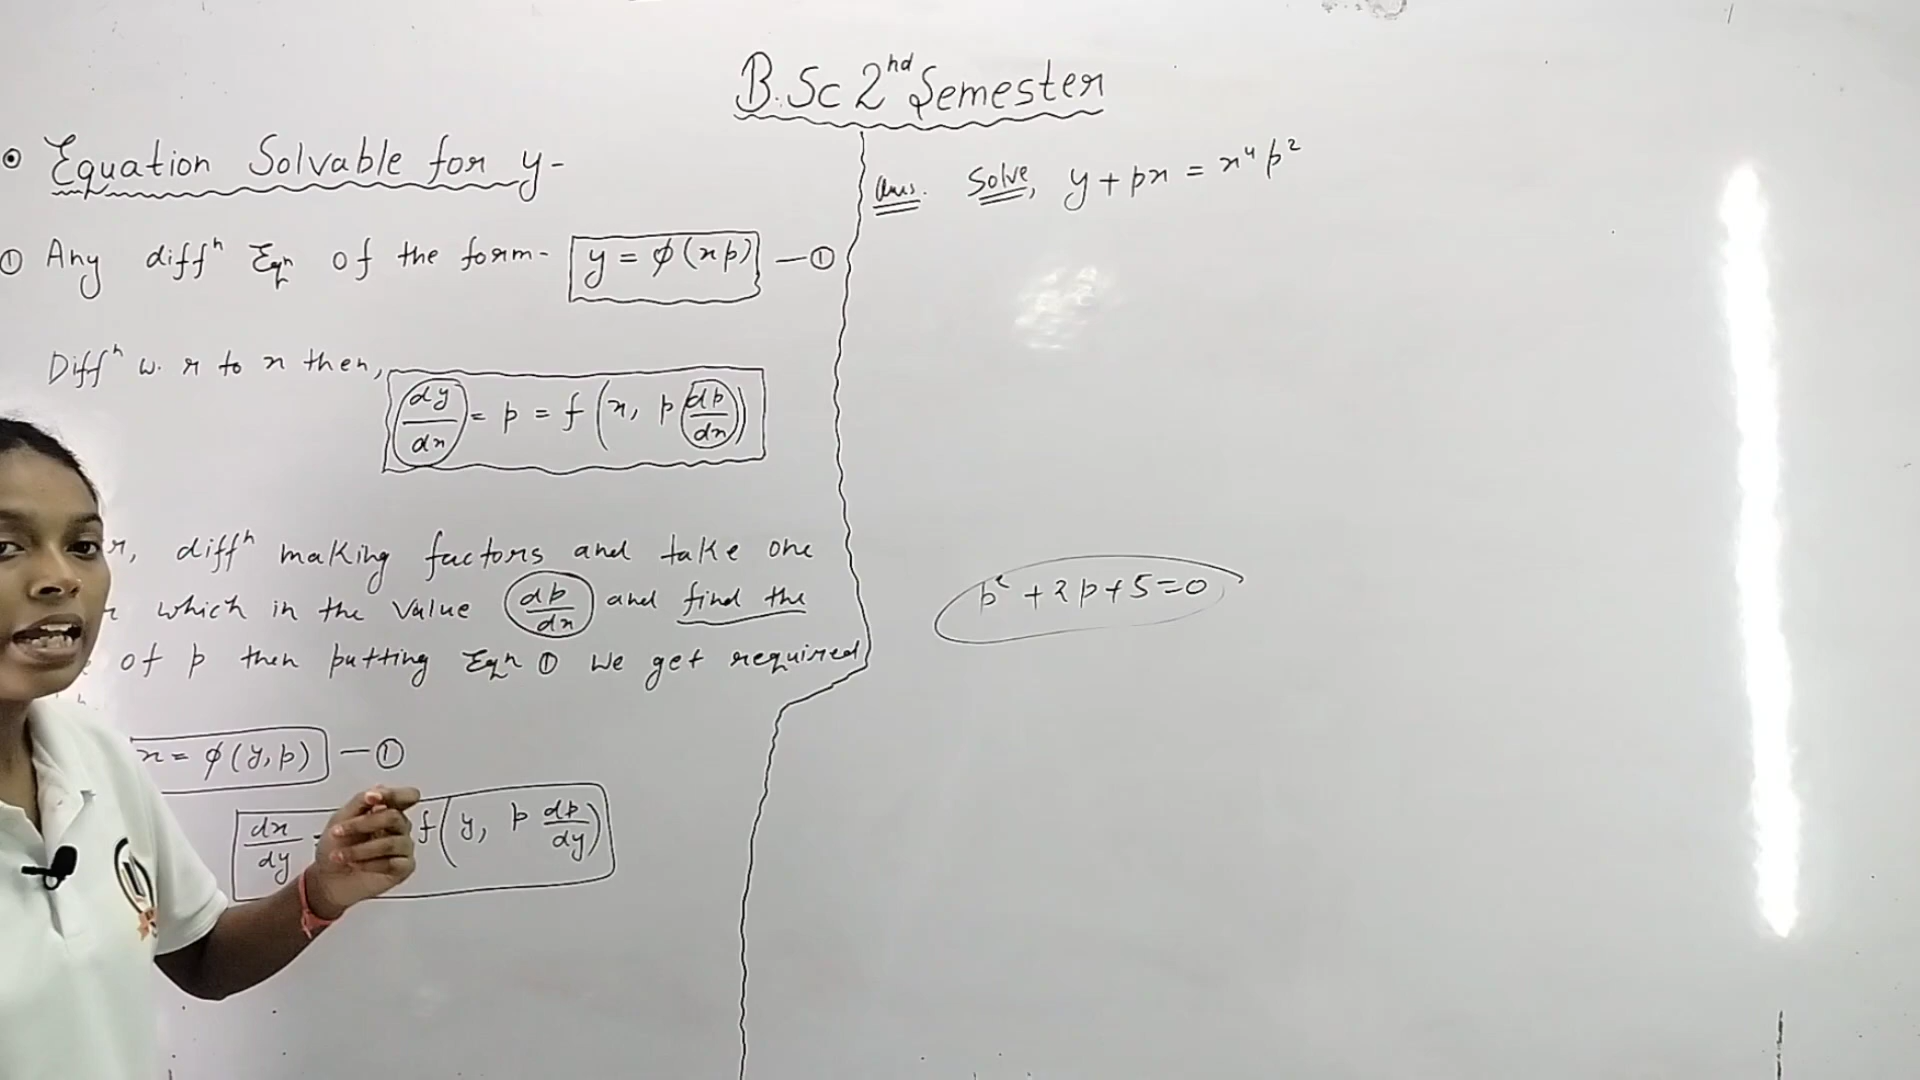 B.Sc 2nd Semester
• Equation Solvable for y-
① Any diffn Eqn of the form- y = ϕ(xp) —①
Diffn w. r to x then,
dy/dx = p = f(x, p dp/dx)
r, diffn making factors and take one
which in the value dp/dx and find the
of p then putting Eqn ① we get required
x = ϕ(y,p) —①
dx/dy = f(y, p dp/dy)
Ans. Solve, y + px = x⁴p²
p² + 2p + 5 = 0